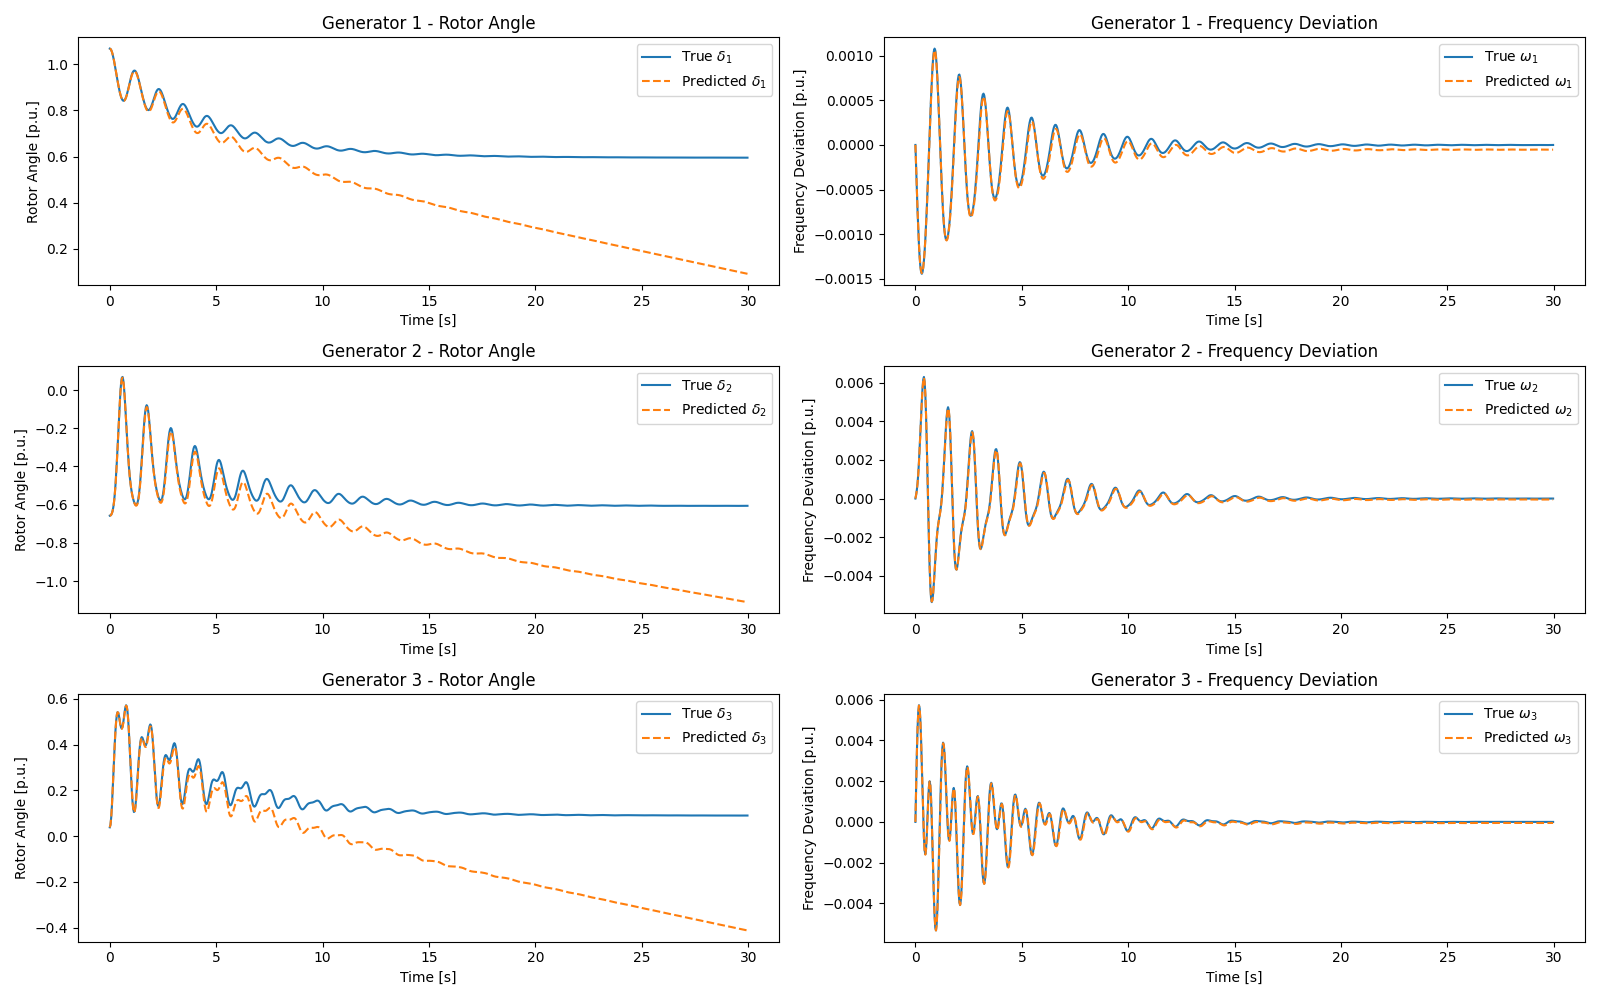 Generator 1 - Rotor Angle
Rotor Angle [p.u.]
1.0
0.8
0.6
0.4
0.2
True δ1
Predicted δ1
0 5 10 15 20 25 30
Time [s]
Generator 1 - Frequency Deviation
Frequency Deviation [p.u.]
0.0010
0.0005
0.0000
−0.0005
−0.0010
−0.0015
True ω1
Predicted ω1
0 5 10 15 20 25 30
Time [s]
Generator 2 - Rotor Angle
Rotor Angle [p.u.]
0.0
−0.2
−0.4
−0.6
−0.8
−1.0
True δ2
Predicted δ2
0 5 10 15 20 25 30
Time [s]
Generator 2 - Frequency Deviation
Frequency Deviation [p.u.]
0.006
0.004
0.002
0.000
−0.002
−0.004
True ω2
Predicted ω2
0 5 10 15 20 25 30
Time [s]
Generator 3 - Rotor Angle
Rotor Angle [p.u.]
0.6
0.4
0.2
0.0
−0.2
−0.4
True δ3
Predicted δ3
0 5 10 15 20 25 30
Time [s]
Generator 3 - Frequency Deviation
Frequency Deviation [p.u.]
0.006
0.004
0.002
0.000
−0.002
−0.004
True ω3
Predicted ω3
0 5 10 15 20 25 30
Time [s]